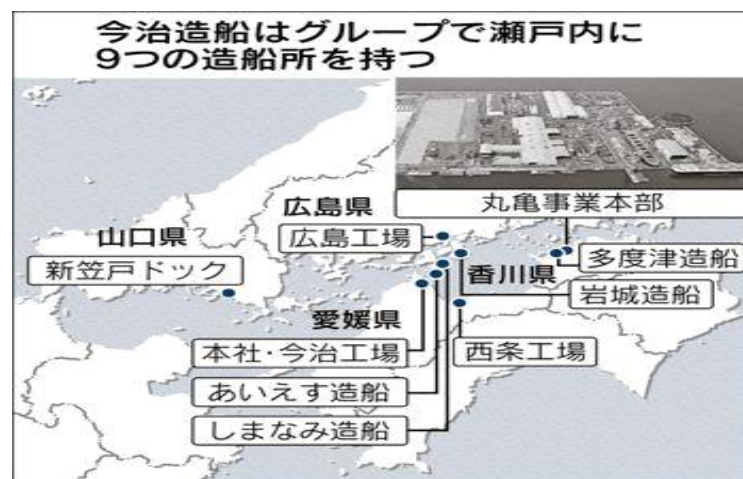 今治造船はグループで瀬戸内に
9つの造船所を持つ
丸亀事業本部
広島県
広島工場
山口県
新笠戸ドック
多度津造船
香川県
岩城造船
愛媛県
本社・今治工場
西条工場
あいえす造船
しまなみ造船